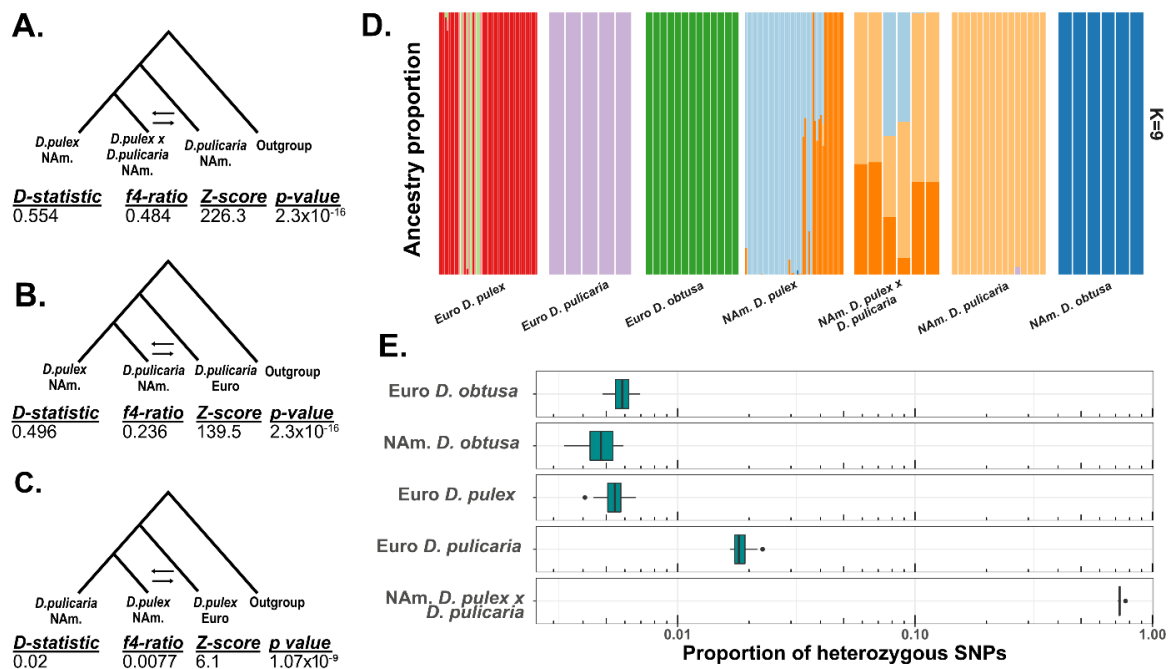 A.
D.pulex
NAm.
D.pulex x
D.pulicaria
NAm.
D.pulicaria
NAm.
Outgroup
D-statistic f4-ratio Z-score p-value
0.554 0.484 226.3 2.3x10⁻¹⁶
B.
D.pulex
NAm.
D.pulicaria
NAm.
D.pulicaria
Euro
Outgroup
D-statistic f4-ratio Z-score p-value
0.496 0.236 139.5 2.3x10⁻¹⁶
C.
D.pulicaria
NAm.
D.pulex
NAm.
D.pulex
Euro
Outgroup
D-statistic f4-ratio Z-score p value
0.02 0.0077 6.1 1.07x10⁻⁹
D.
Ancestry proportion
K=9
Euro D. pulex
Euro D. pulicaria
Euro D. obtusa
NAm. D. pulex
NAm. D. pulex x
D. pulicaria
NAm. D. pulicaria
NAm. D. obtusa
E.
Euro D. obtusa
NAm. D. obtusa
Euro D. pulex
Euro D. pulicaria
NAm. D. pulex x
D. pulicaria
0.01 0.10 1.00
Proportion of heterozygous SNPs